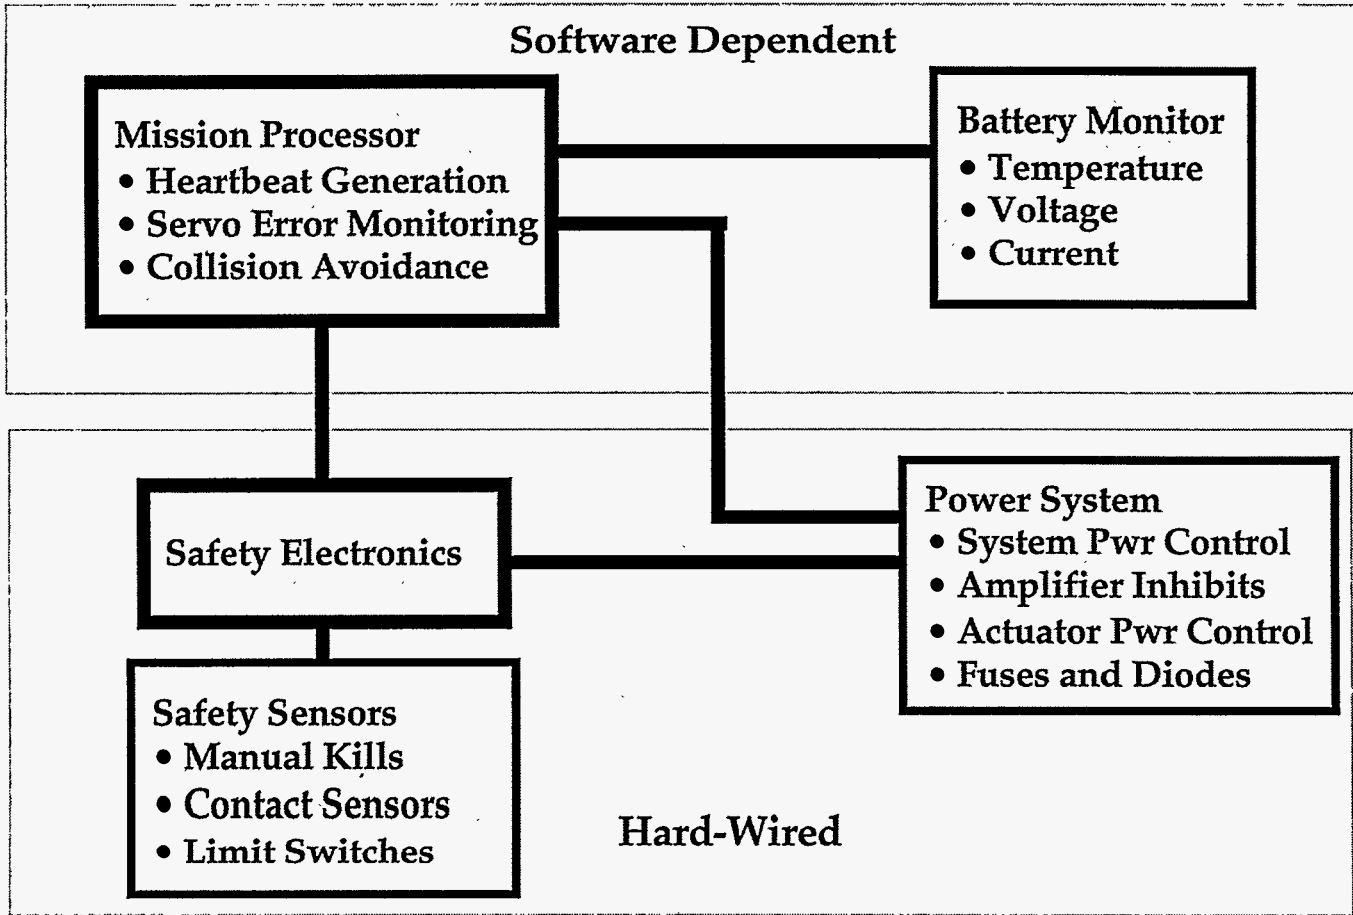 Software Dependent
Mission Processor
• Heartbeat Generation
• Servo Error Monitoring
• Collision Avoidance
Battery Monitor
• Temperature
• Voltage
• Current
Safety Electronics
Power System
• System Pwr Control
• Amplifier Inhibits
• Actuator Pwr Control
• Fuses and Diodes
Safety Sensors
• Manual Kills
• Contact Sensors
• Limit Switches
Hard-Wired